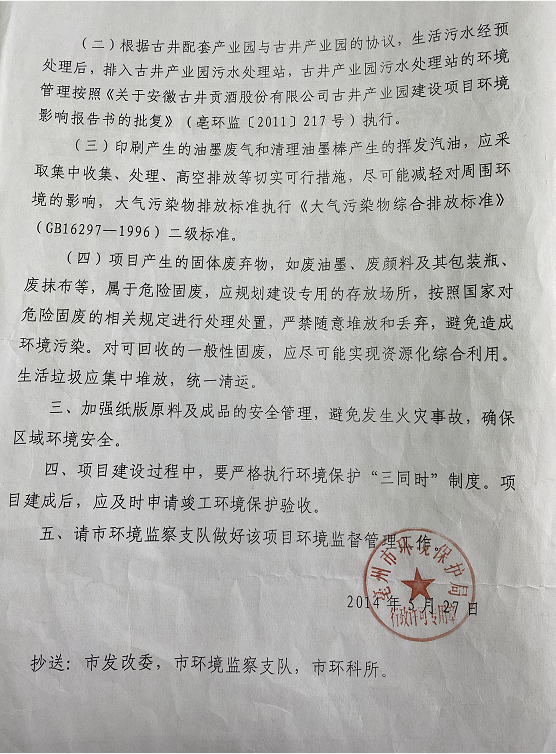 （二）根据古井配套产业园与古井产业园的协议，生活污水经预
处理后，排入古井产业园污水处理站，古井产业园污水处理站的环境
管理按照《关于安徽古井贡酒股份有限公司古井产业园建设项目环境
影响报告书的批复》（亳环监〔2011〕217号）执行。
（三）印刷产生的油墨废气和清理油墨棒产生的挥发汽油，应采
取集中收集、处理、高空排放等切实可行措施，尽可能减轻对周围环
境的影响，大气污染物排放标准执行《大气污染物综合排放标准》
（GB16297—1996）二级标准。
（四）项目产生的固体废弃物，如废油墨、废颜料及其包装瓶、
废抹布等，属于危险固废，应规划建设专用的存放场所，按照国家对
危险固废的相关规定进行处理处置，严禁随意堆放和丢弃，避免造成
环境污染。对可回收的一般性固废，应尽可能实现资源化综合利用。
生活垃圾应集中堆放，统一清运。
三、加强纸版原料及成品的安全管理，避免发生火灾事故，确保
区域环境安全。
四、项目建设过程中，要严格执行环境保护“三同时”制度。项
目建成后，应及时申请竣工环境保护验收。
五、请市环境监察支队做好该项目环境监督管理工作。
亳州市环境保护局
2014年5月27日
行政许可专用章
抄送：市发改委，市环境监察支队，市环科所。